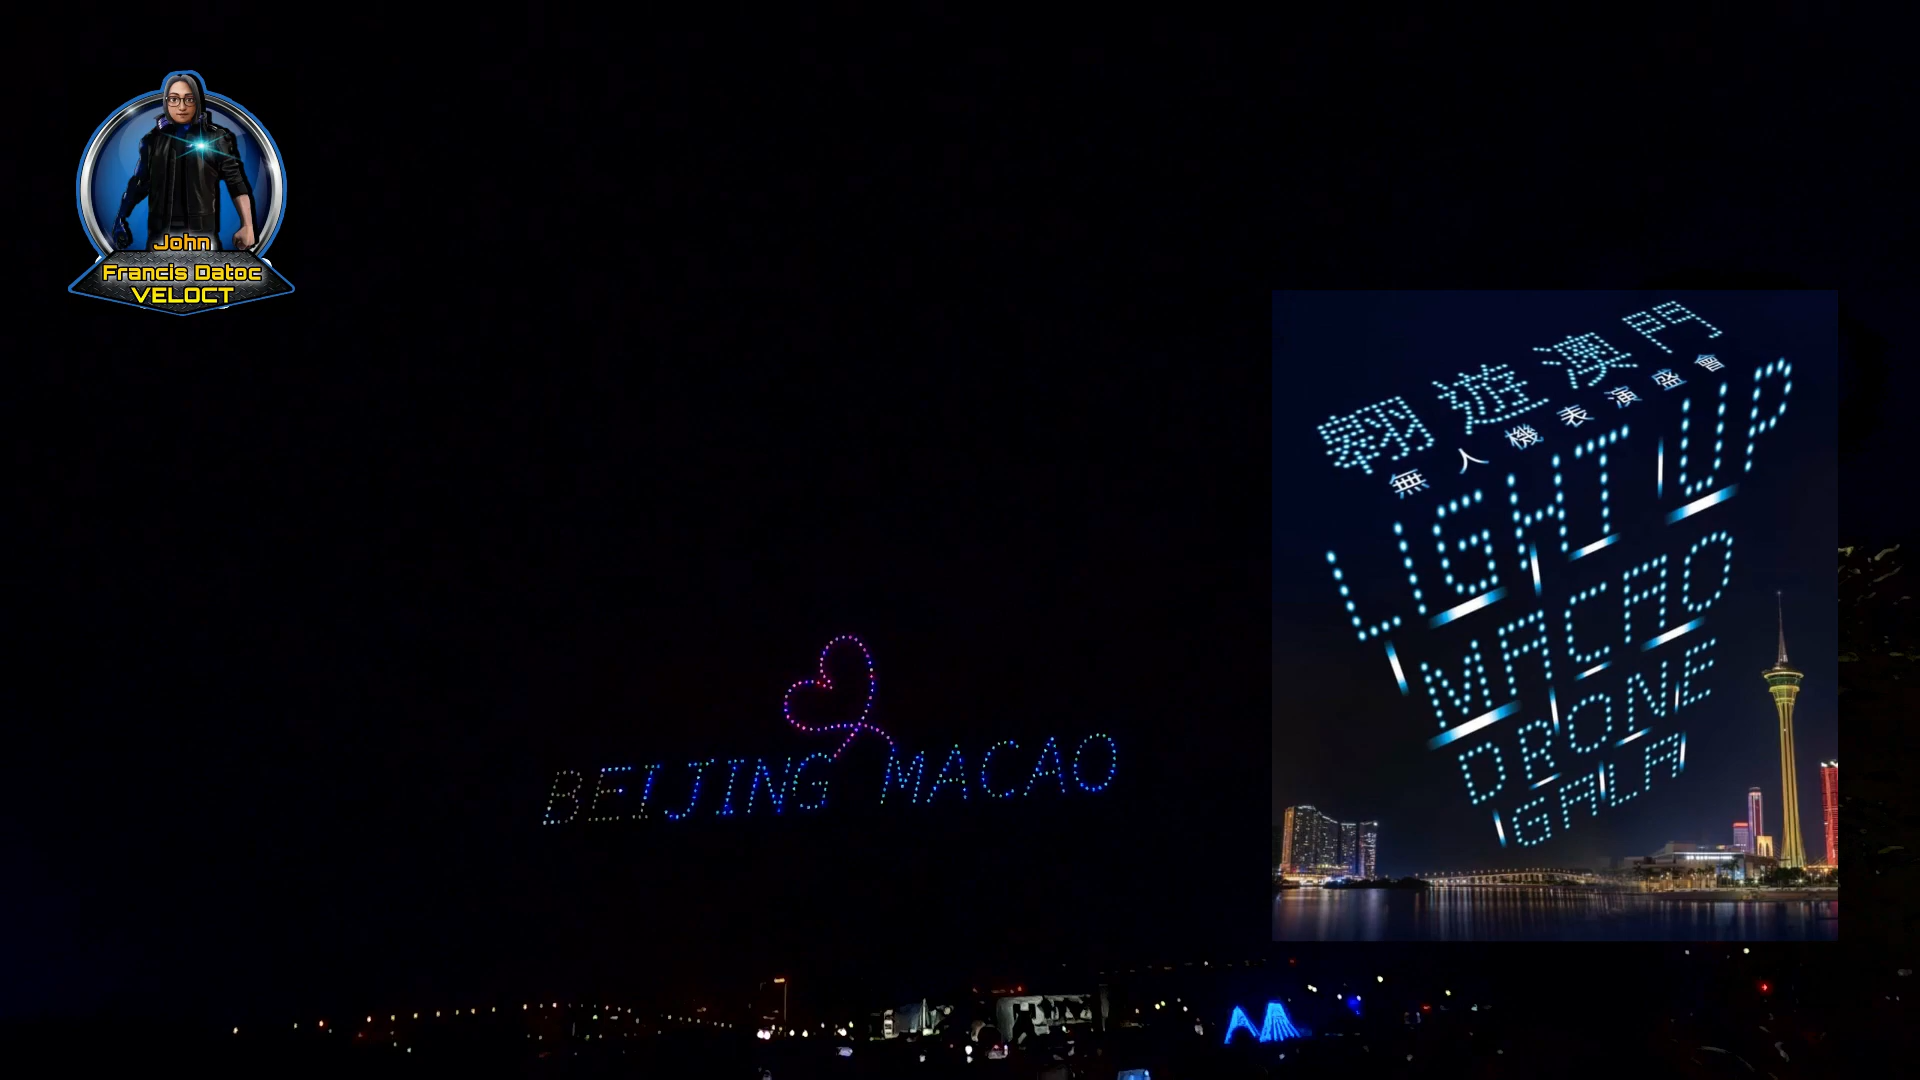 John
Francis Datoc
VELOCT
BEIJING MACAO
翱遊澳門
無人機表演盛會
LIGHT UP
MACAO
DRONE
GALA